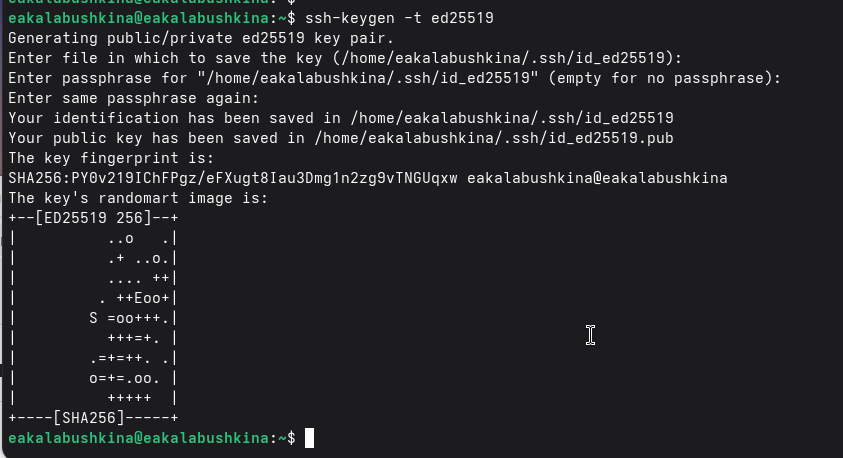 eakalabushkina@eakalabushkina:~$ ssh-keygen -t ed25519
Generating public/private ed25519 key pair.
Enter file in which to save the key (/home/eakalabushkina/.ssh/id_ed25519):
Enter passphrase for "/home/eakalabushkina/.ssh/id_ed25519" (empty for no passphrase):
Enter same passphrase again:
Your identification has been saved in /home/eakalabushkina/.ssh/id_ed25519
Your public key has been saved in /home/eakalabushkina/.ssh/id_ed25519.pub
The key fingerprint is:
SHA256:PY0v219IChFPgz/eFXugt8Iau3Dmg1n2zg9vTNGUqxw eakalabushkina@eakalabushkina
The key's randomart image is:
+--[ED25519 256]--+
|          ..o   .|
|          .+ ..o.|
|          .... ++|
|         . ++Eoo+|
|        S =oo+++.|
|          +++=+. |
|        .=+=++. .|
|        o=+=.oo. |
|          +++++  |
+----[SHA256]-----+
eakalabushkina@eakalabushkina:~$